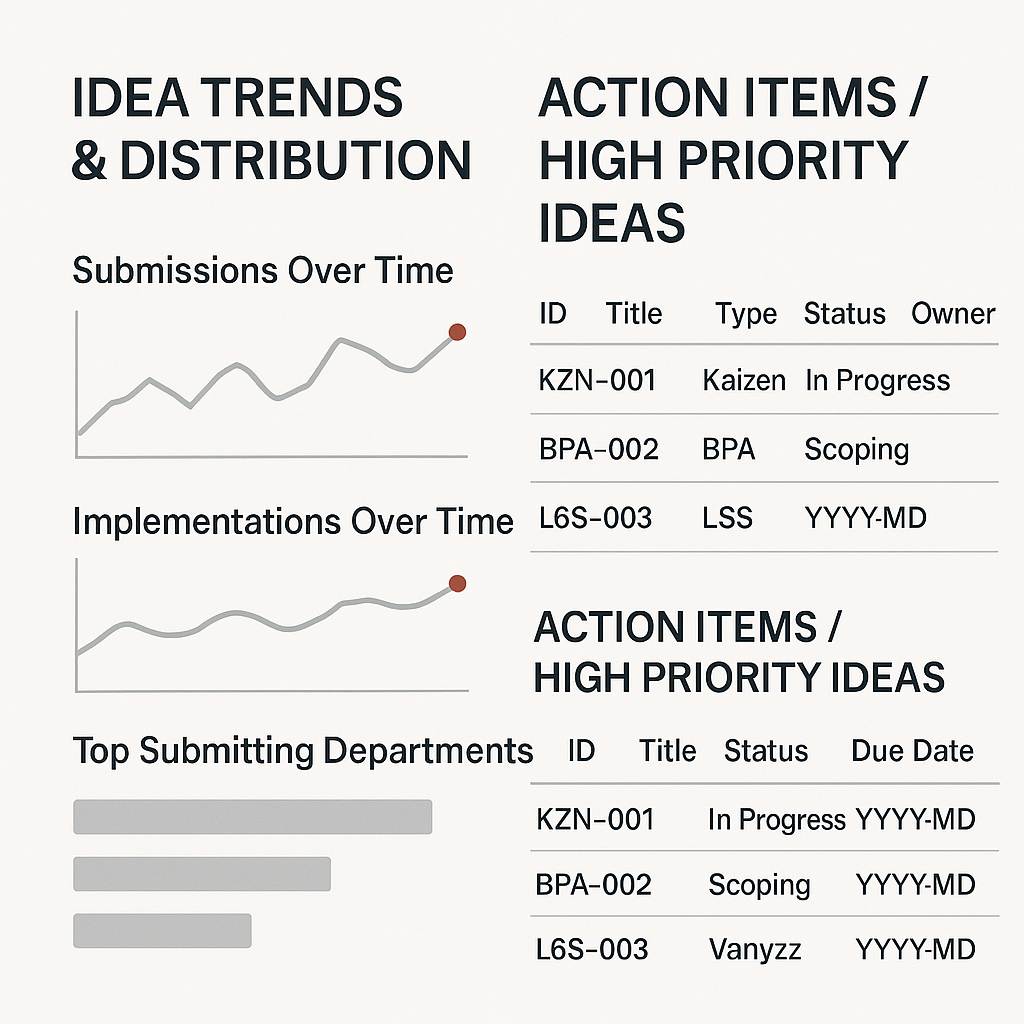 IDEA TRENDS
& DISTRIBUTION
Submissions Over Time
Implementations Over Time
Top Submitting Departments
ACTION ITEMS /
HIGH PRIORITY
IDEAS
ID Title Type Status Owner
KZN–001 Kaizen In Progress
BPA–002 BPA Scoping
L6S–003 LSS YYYY-MD
ACTION ITEMS /
HIGH PRIORITY IDEAS
ID Title Status Due Date
KZN–001 In Progress YYYY-MD
BPA–002 Scoping YYYY-MD
L6S–003 Vanyzz YYYY-MD